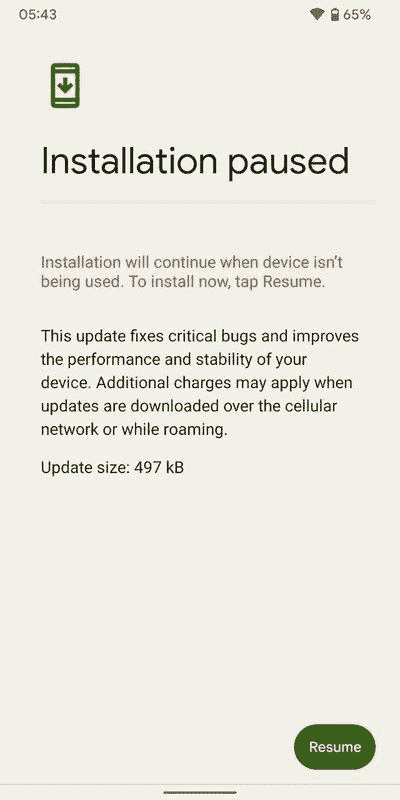 05:43
65%
Installation paused
Installation will continue when device isn't
being used. To install now, tap Resume.
This update fixes critical bugs and improves
the performance and stability of your
device. Additional charges may apply when
updates are downloaded over the cellular
network or while roaming.
Update size: 497 kB
Resume